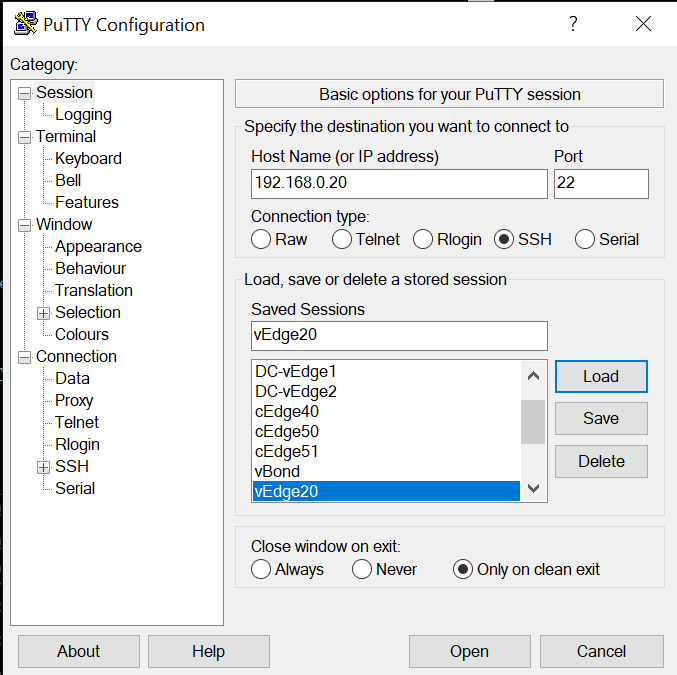 PuTTY Configuration
?
Category:
Session
Logging
Terminal
Keyboard
Bell
Features
Window
Appearance
Behaviour
Translation
Selection
Colours
Connection
Data
Proxy
Telnet
Rlogin
SSH
Serial
Basic options for your PuTTY session
Specify the destination you want to connect to
Host Name (or IP address) Port
192.168.0.20 22
Connection type:
Raw Telnet Rlogin SSH Serial
Load, save or delete a stored session
Saved Sessions
vEdge20
DC-vEdge1
DC-vEdge2
cEdge40
cEdge50
cEdge51
vBond
vEdge20
Load
Save
Delete
Close window on exit:
Always Never Only on clean exit
About Help Open Cancel